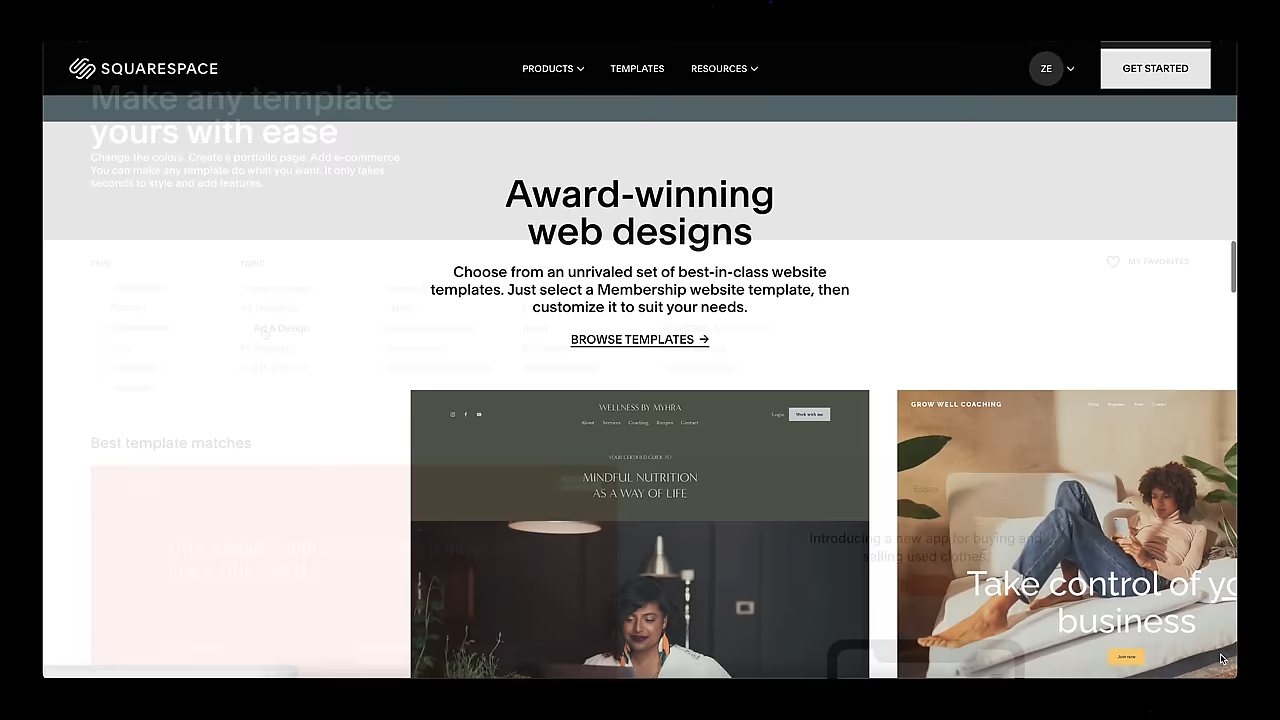 SQUARESPACE
PRODUCTS
TEMPLATES
RESOURCES
ZE
GET STARTED
Make any template
yours with ease
Change the colors. Create a portfolio page. Add e-commerce.
You can make any template do what you want. It only takes
seconds to style and add features.
Award-winning
web designs
Choose from an unrivaled set of best-in-class website
templates. Just select a Membership website template, then
customize it to suit your needs.
BROWSE TEMPLATES →
TYPE
TOPIC
MY FAVORITES
Art & Design
Best template matches
WELLNESS BY MYHRA
About Services Coaching Recipes Contact
Login
Work with me
YOUR CERTIFIED GUIDE TO
MINDFUL NUTRITION
AS A WAY OF LIFE
GROW WELL COACHING
Home Programs Press Contact
Introducing a new app for buying and
selling used clothes.
Take control of yo
business
Join now